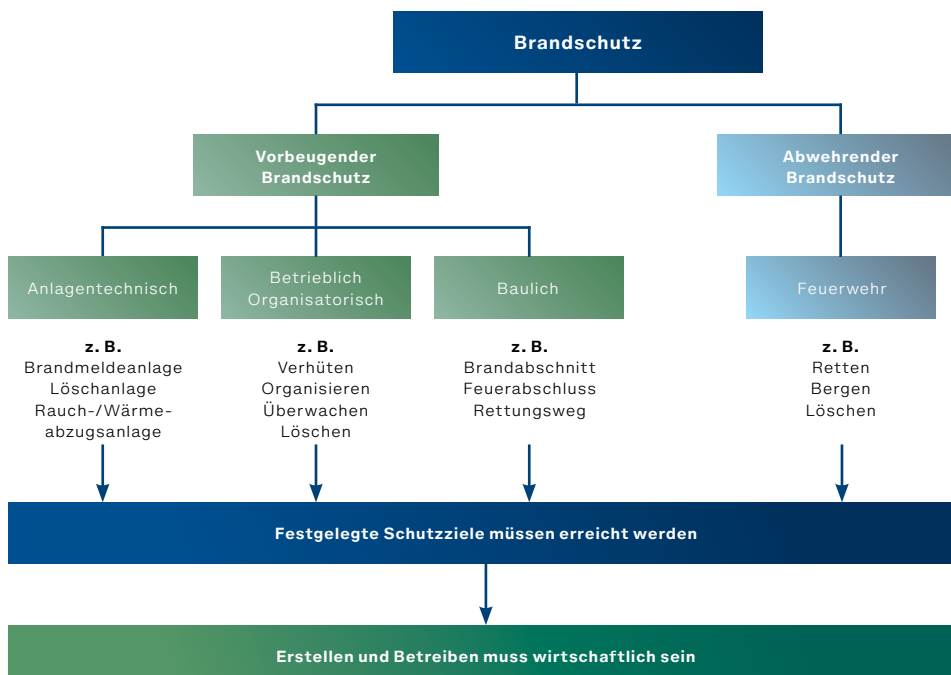 Brandschutz
Vorbeugender
Brandschutz
Abwehrender
Brandschutz
Anlagentechnisch
Betrieblich
Organisatorisch
Baulich
Feuerwehr
z. B.
Brandmeldeanlage
Löschanlage
Rauch-/Wärme-
abzugsanlage
z. B.
Verhüten
Organisieren
Überwachen
Löschen
z. B.
Brandabschnitt
Feuerabschluss
Rettungsweg
z. B.
Retten
Bergen
Löschen
Festgelegte Schutzziele müssen erreicht werden
Erstellen und Betreiben muss wirtschaftlich sein